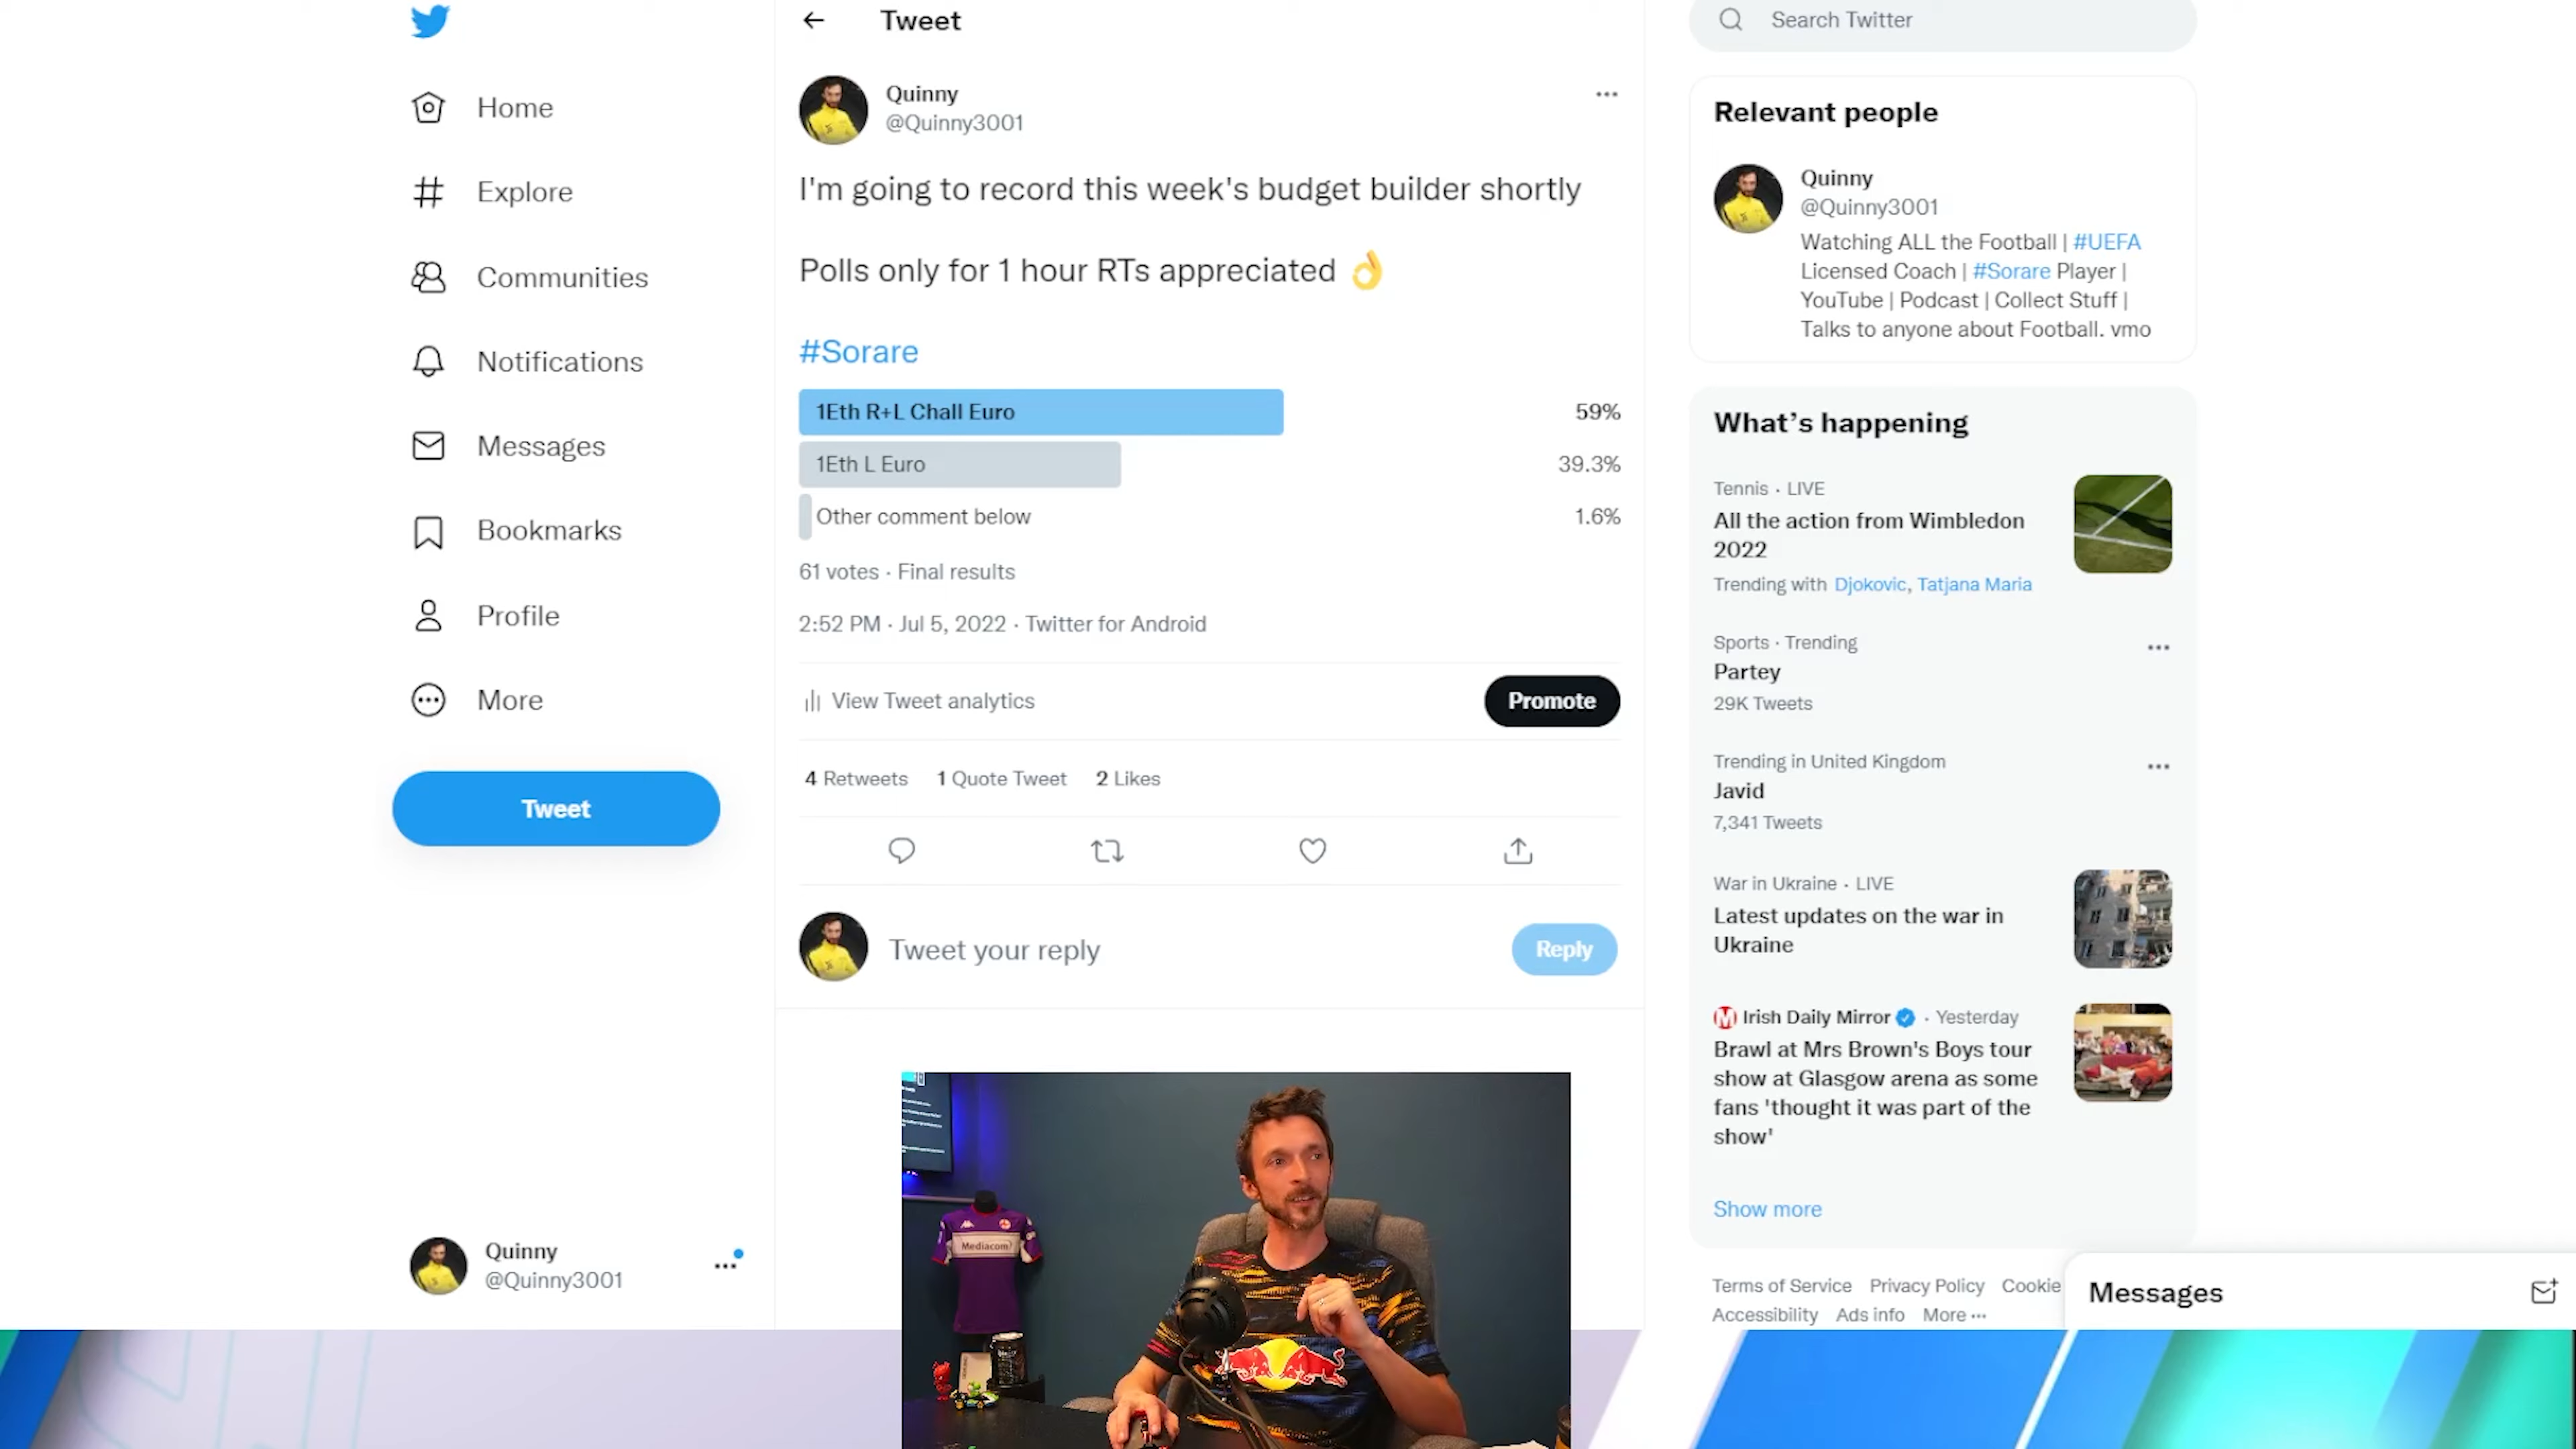 Home
Explore
Communities
Notifications
Messages
Bookmarks
Profile
More
Tweet
Quinny
@Quinny3001
Tweet
Quinny
@Quinny3001
I'm going to record this week's budget builder shortly
Polls only for 1 hour RTs appreciated 👌
#Sorare
1Eth R+L Chall Euro 59%
1Eth L Euro 39.3%
Other comment below 1.6%
61 votes · Final results
2:52 PM · Jul 5, 2022 · Twitter for Android
View Tweet analytics
Promote
4 Retweets 1 Quote Tweet 2 Likes
Tweet your reply
Reply
Mediacom
Red Bull
Search Twitter
Relevant people
Quinny
@Quinny3001
Watching ALL the Football | #UEFA
Licensed Coach | #Sorare Player |
YouTube | Podcast | Collect Stuff |
Talks to anyone about Football. vmo
What's happening
Tennis · LIVE
All the action from Wimbledon
2022
Trending with Djokovic, Tatjana Maria
Sports · Trending
Partey
29K Tweets
Trending in United Kingdom
Javid
7,341 Tweets
War in Ukraine · LIVE
Latest updates on the war in
Ukraine
Irish Daily Mirror · Yesterday
Brawl at Mrs Brown's Boys tour
show at Glasgow arena as some
fans 'thought it was part of the
show'
Show more
Terms of Service Privacy Policy Cookie
Accessibility Ads info More ···
Messages